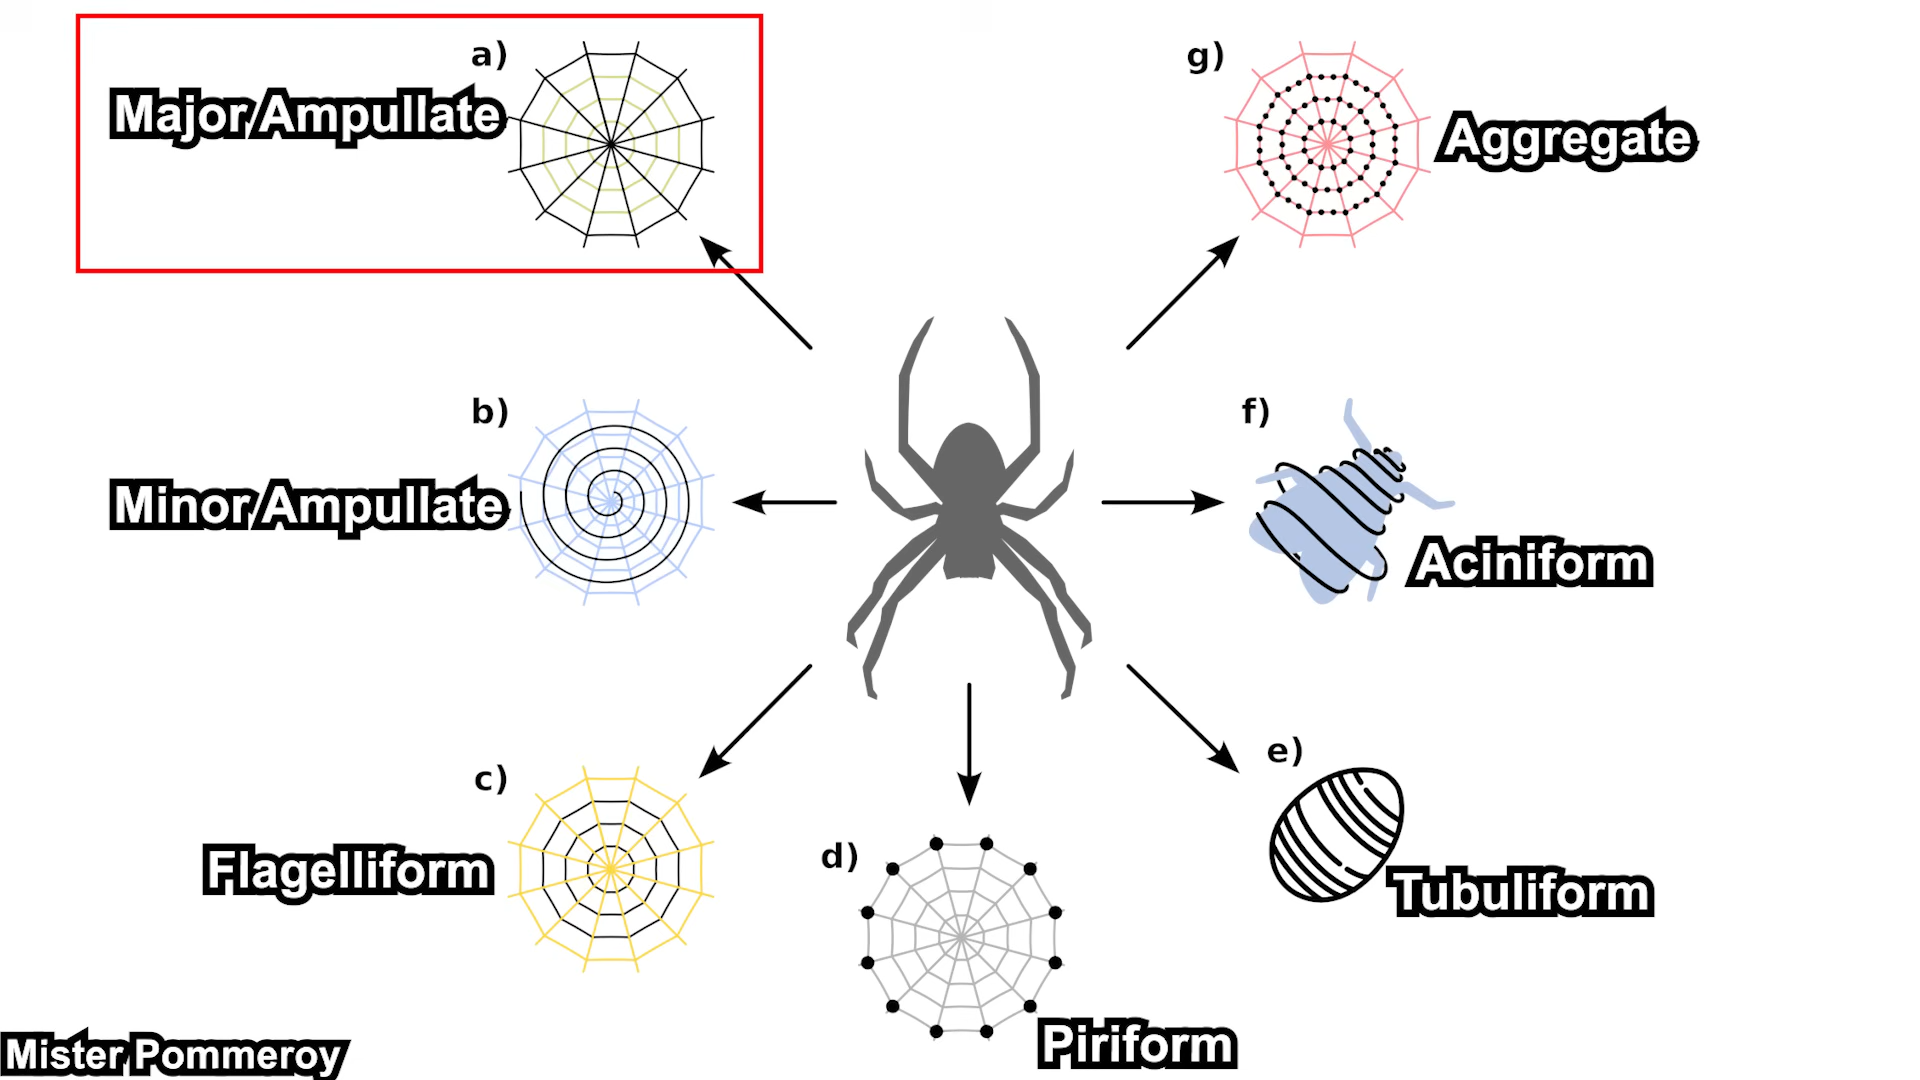 a)
Major Ampullate
g)
Aggregate
b)
Minor Ampullate
f)
Aciniform
c)
Flagelliform
d)
Piriform
e)
Tubuliform
Mister Pommeroy